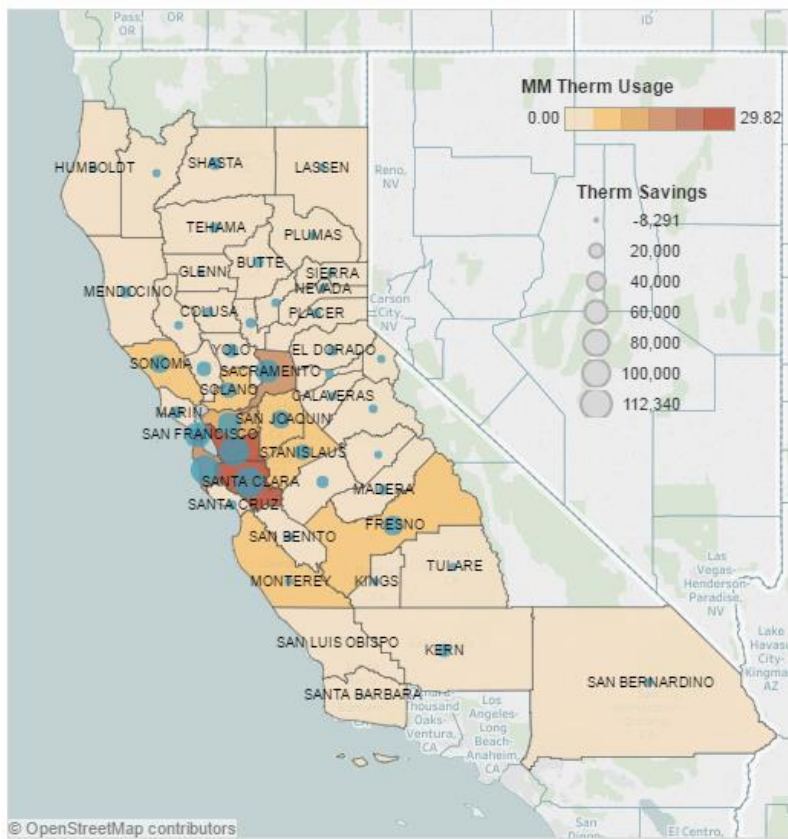 Pass,
OR
OR
ID
MM Therm Usage
0.00
29.82
Therm Savings
-8,291
20,000
40,000
60,000
80,000
100,000
112,340
HUMBOLDT
SHASTA
LASSEN
Reno,
NV
TEHAMA
PLUMAS
GLENN
BUTTE
SIERRA
NEVADA
MENDOCINO
COLUSA
PLACER
Carson
City,
NV
SONOMA
YOLO
EL DORADO
SACRAMENTO
SOLANO
CALAVERAS
MARIN
SAN JOAQUIN
SAN FRANCISCO
STANISLAUS
SANTA CLARA
MADERA
SANTA CRUZ
FRESNO
SAN BENITO
MONTEREY
KINGS
TULARE
Las
Vegas-
Henderson-
Paradise,
NV
SAN LUIS OBISPO
KERN
Lake
Havasu
City-
Kingma
AZ
SAN BERNARDINO
SANTA BARBARA
Thousand
Oaks-
Ventura,
CA
Los
Angeles-
Long
Beach-
Anaheim,
CA
San
El Centro,
© OpenStreetMap contributors